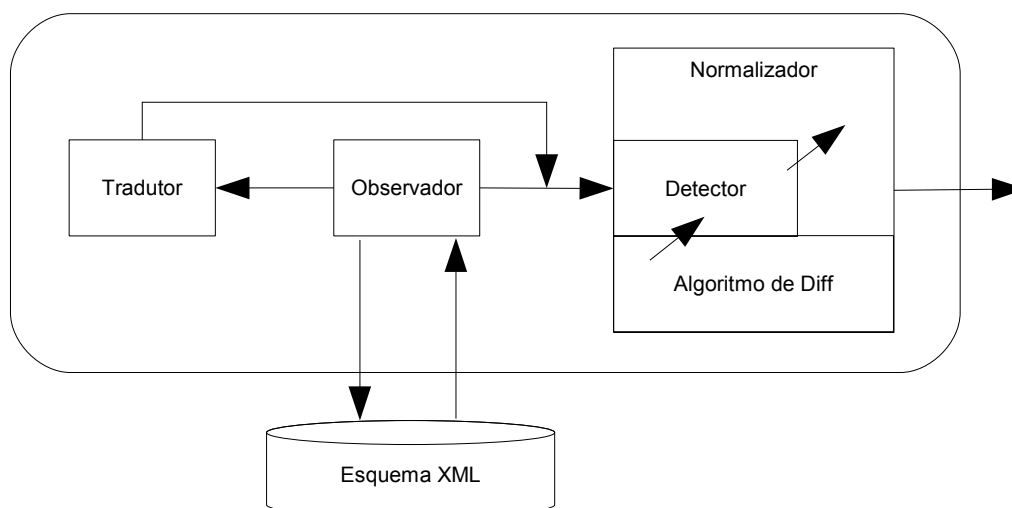 Normalizador
Tradutor
Observador
Detector
Algoritmo de Diff
Esquema XML